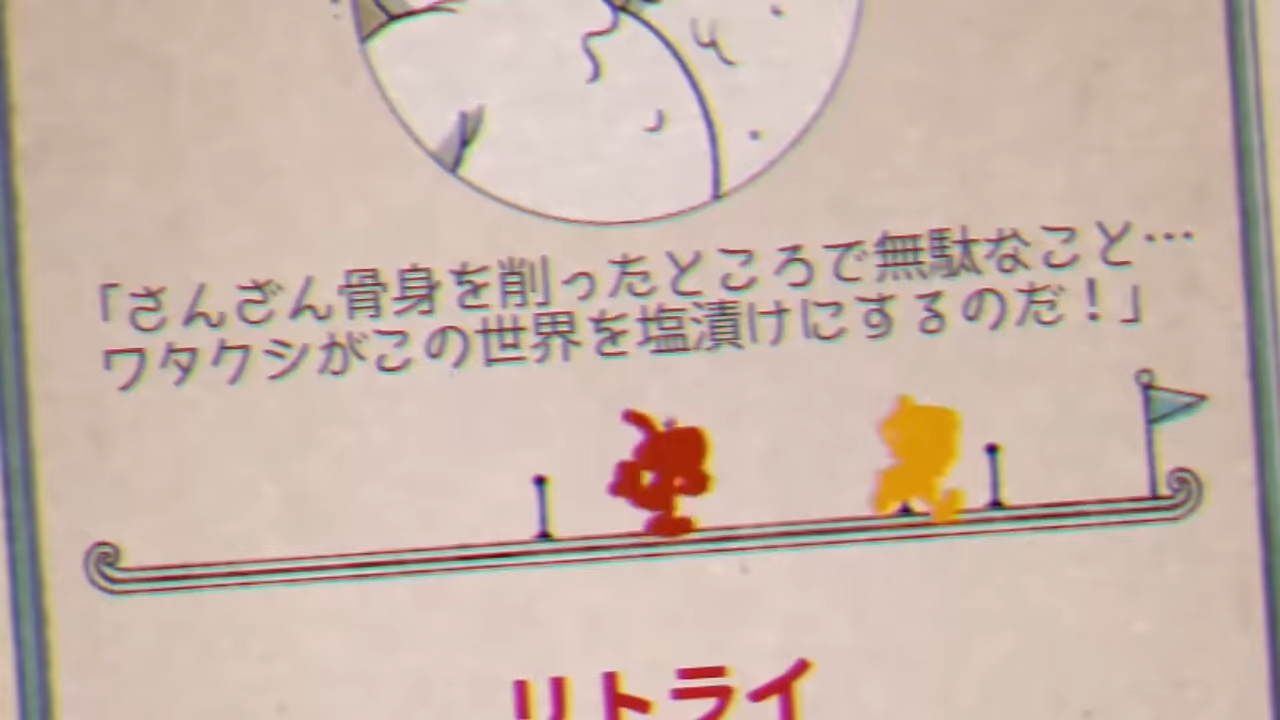 「さんざん骨身を削ったところで無駄なこと…
ワタクシがこの世界を塩漬けにするのだ！」
リトライ